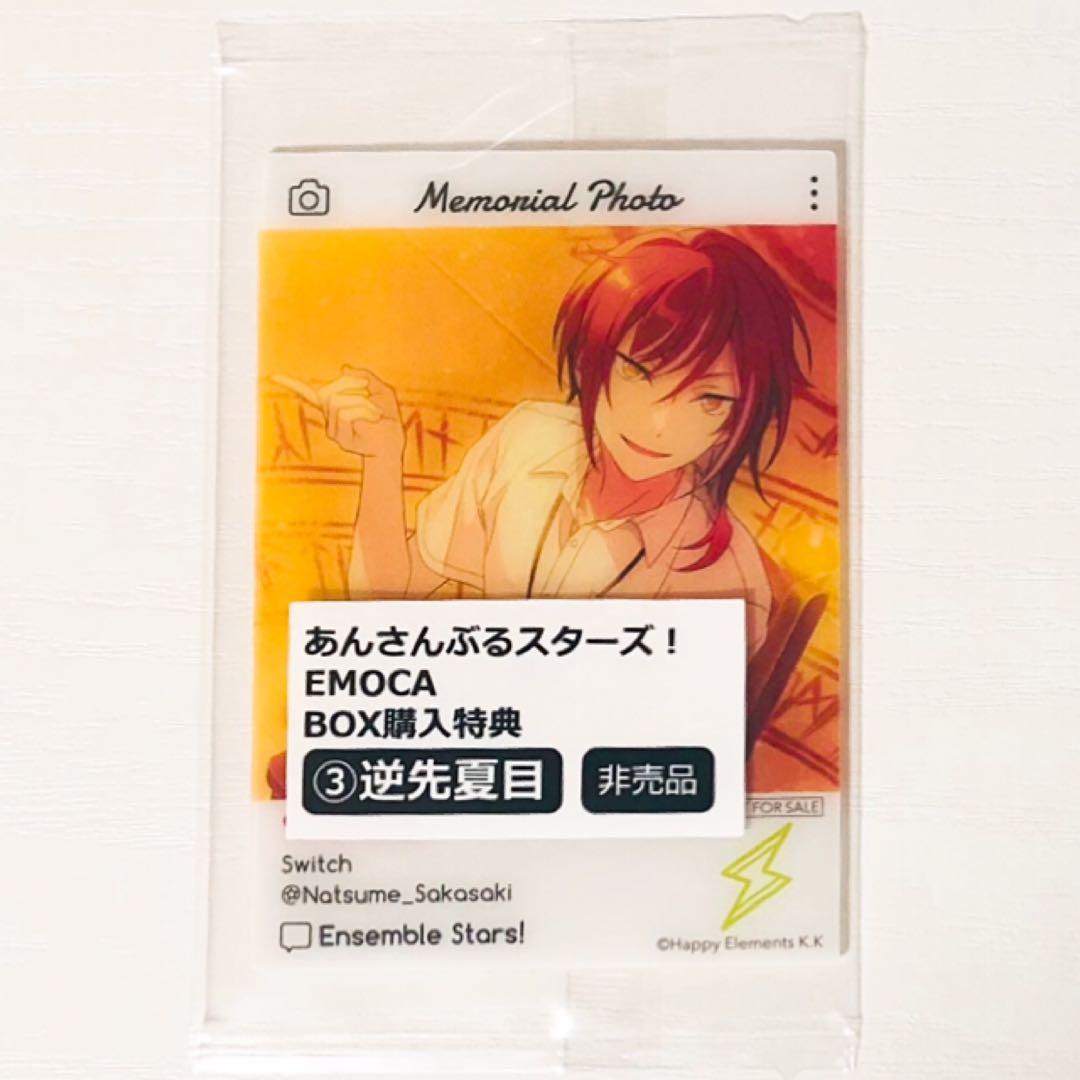 Memorial Photo
あんさんぶるスターズ！
EMOCA
BOX購入特典
③逆先夏目
非売品
FOR SALE
Switch
@Natsume_Sakasaki
Ensemble Stars!
©Happy Elements K.K